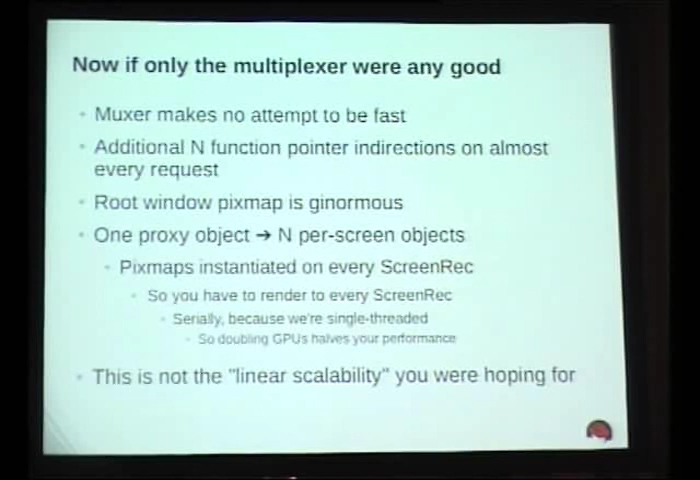 Now if only the multiplexer were any good
Muxer makes no attempt to be fast
Additional N function pointer indirections on almost
every request
Root window pixmap is ginormous
One proxy object → N per-screen objects
Pixmaps instantiated on every ScreenRec
So you have to render to every ScreenRec
Serially, because we're single-threaded
So doubling GPUs halves your performance
This is not the "linear scalability" you were hoping for